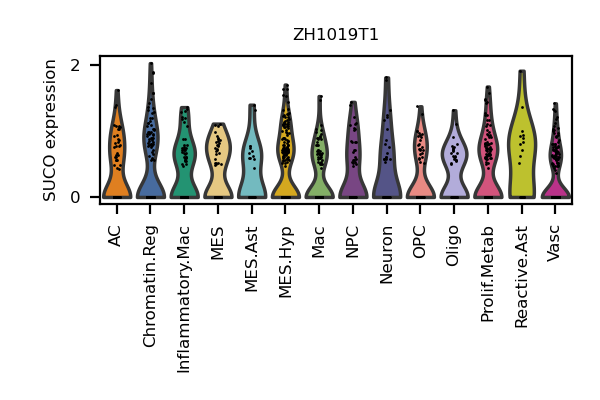 ZH1019T1
SUCO expression
2
0
AC
Chromatin.Reg
Inflammatory.Mac
MES
MES.Ast
MES.Hyp
Mac
NPC
Neuron
OPC
Oligo
Prolif.Metab
Reactive.Ast
Vasc